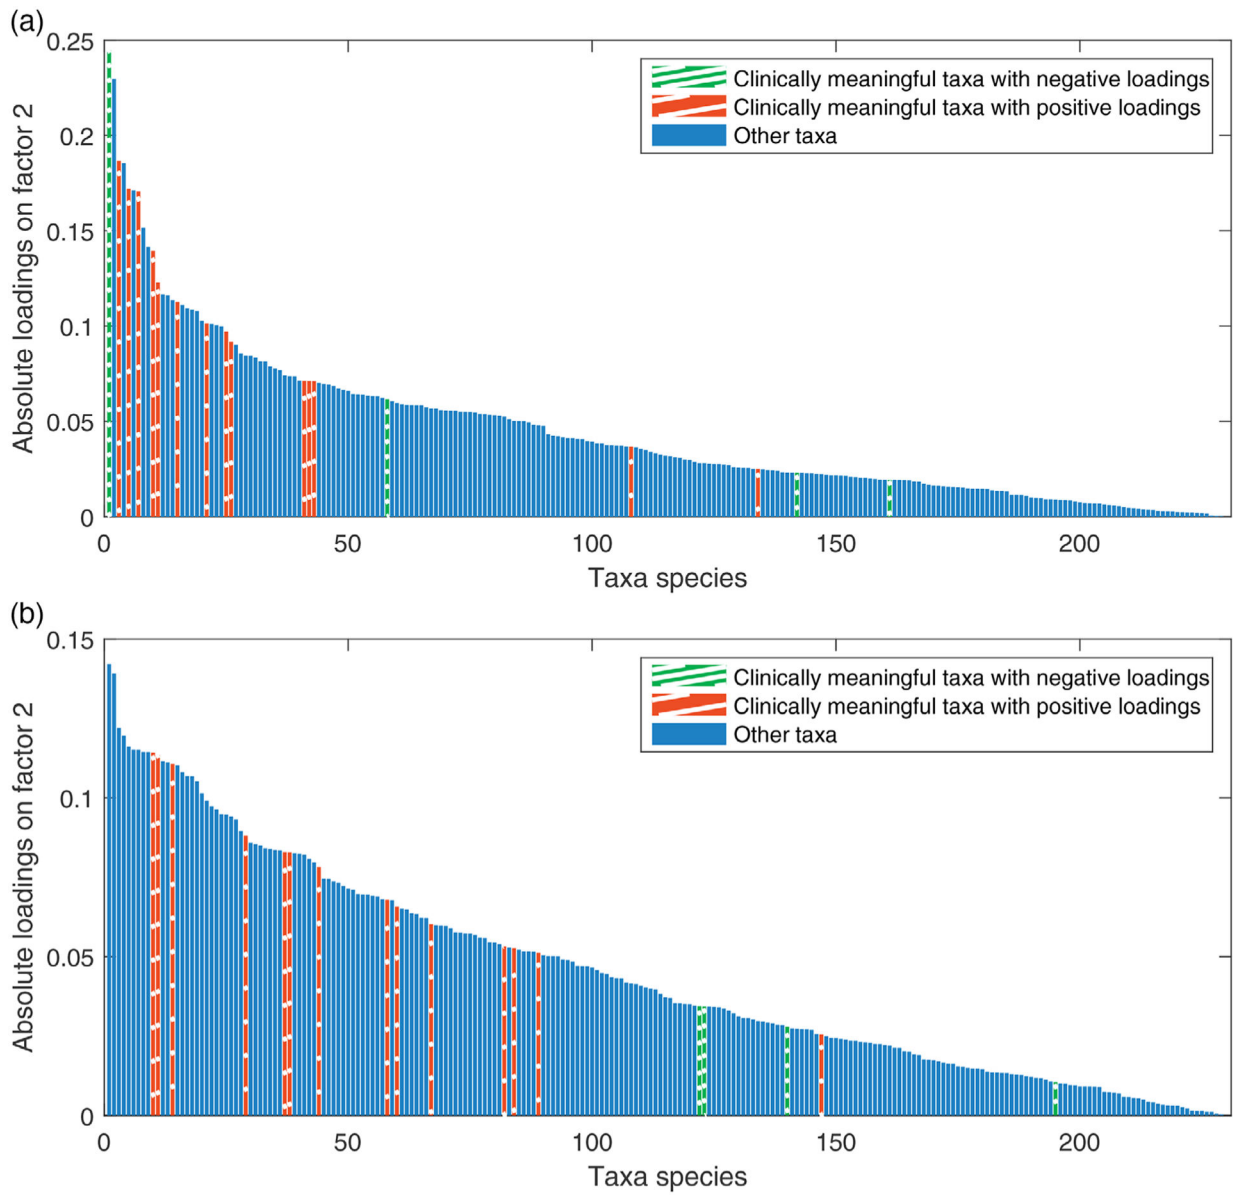 (a)
0.25
0.2
0.15
0.1
0.05
0
Absolute loadings on factor 2
Clinically meaningful taxa with negative loadings
Clinically meaningful taxa with positive loadings
Other taxa
0 50 100 150 200
Taxa species
(b)
0.15
0.1
0.05
0
Absolute loadings on factor 2
Clinically meaningful taxa with negative loadings
Clinically meaningful taxa with positive loadings
Other taxa
0 50 100 150 200
Taxa species